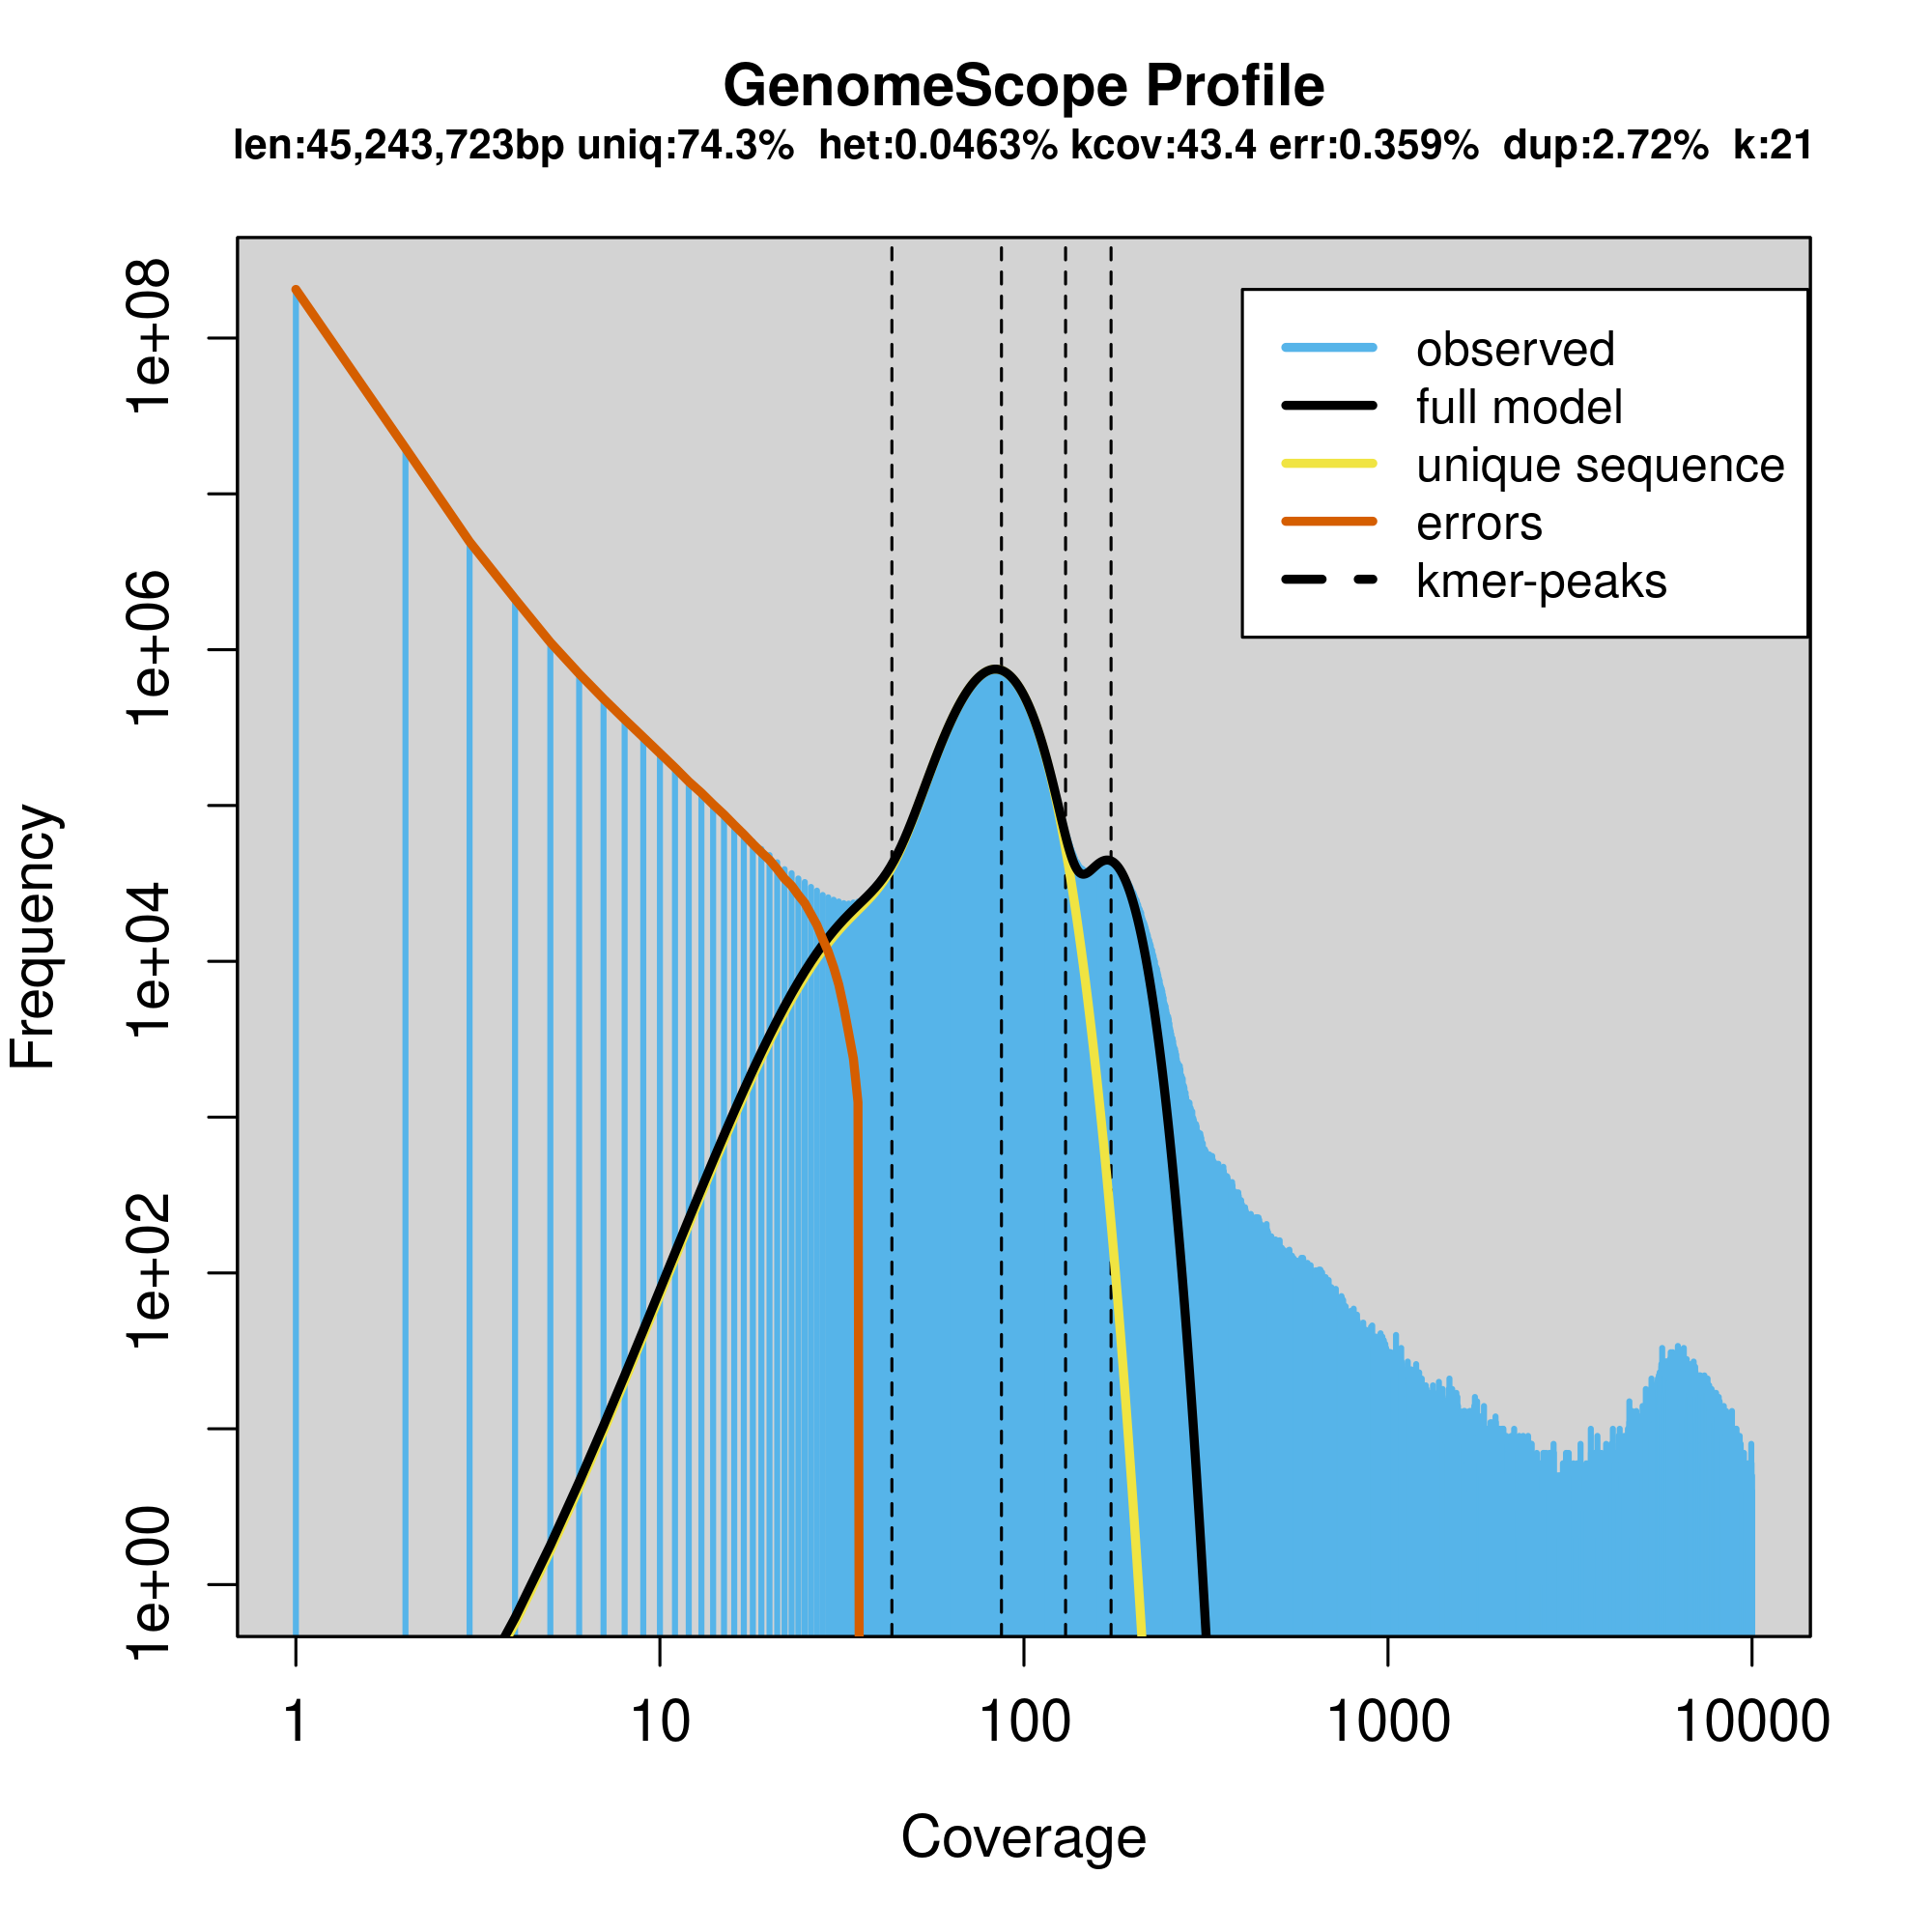 GenomeScope Profile
len:45,243,723bp uniq:74.3% het:0.0463% kcov:43.4 err:0.359% dup:2.72% k:21
observed
full model
unique sequence
errors
kmer-peaks
Frequency
1e+08
1e+06
1e+04
1e+02
1e+00
1 10 100 1000 10000
Coverage